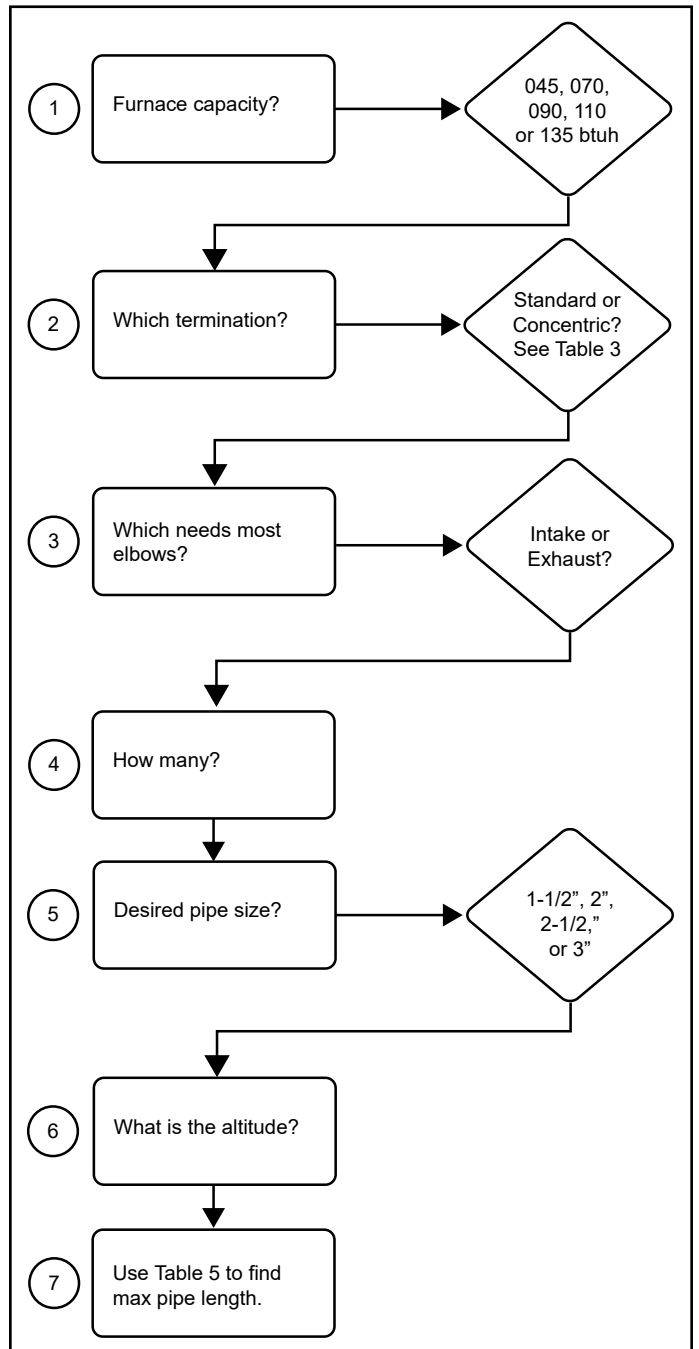 1
Furnace capacity?
045, 070,
090, 110
or 135 btuh
2
Which termination?
Standard or
Concentric?
See Table 3
3
Which needs most
elbows?
Intake or
Exhaust?
4
How many?
5
Desired pipe size?
1-1/2”, 2”,
2-1/2,”
or 3”
6
What is the altitude?
7
Use Table 5 to find
max pipe length.